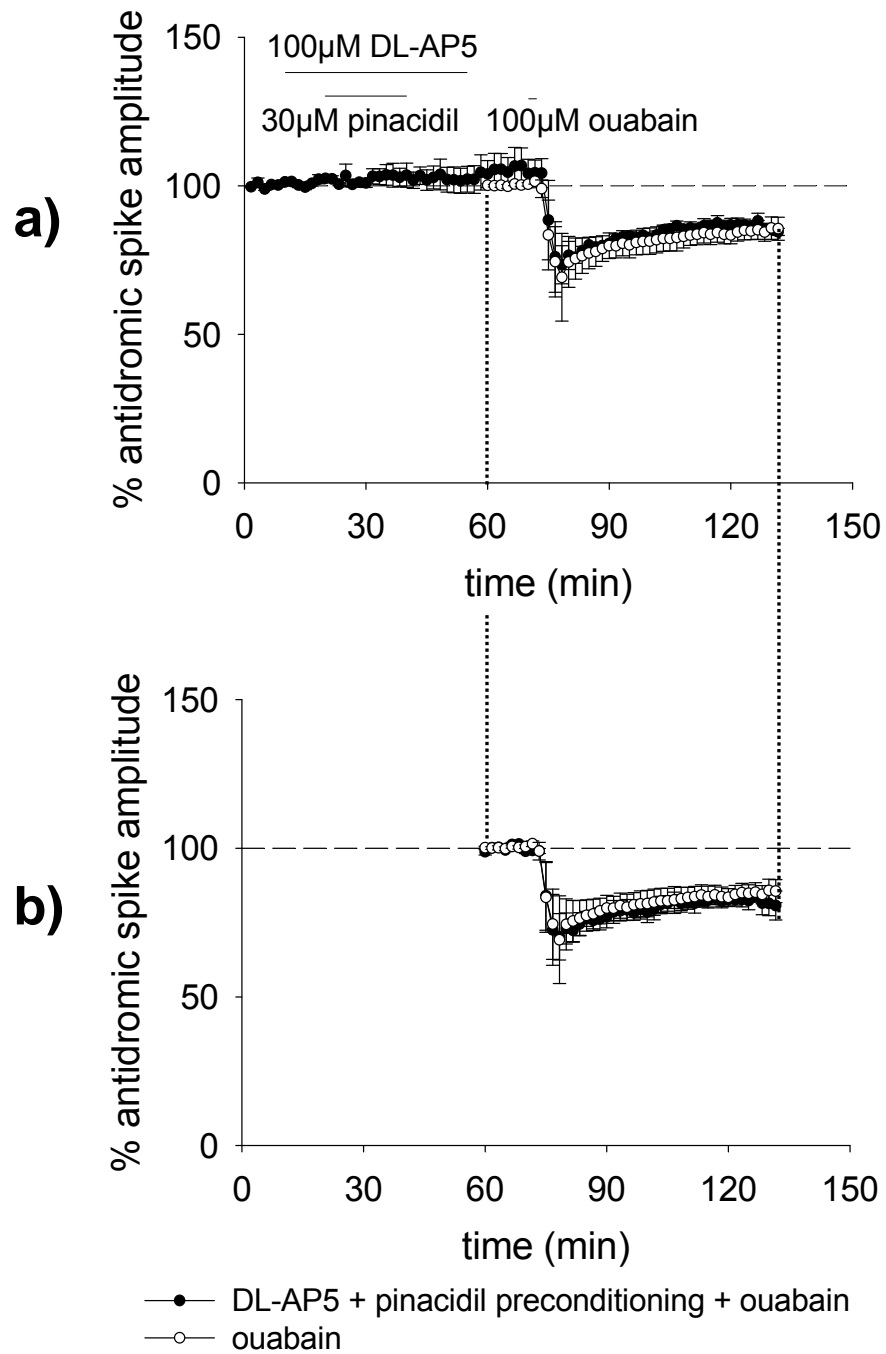 150
100µM DL-AP5
30µM pinacidil 100µM ouabain
100
a)
% antidromic spike amplitude
50
0
0 30 60 90 120 150
time (min)
150
100
b)
% antidromic spike amplitude
50
0
0 30 60 90 120 150
time (min)
DL-AP5 + pinacidil preconditioning + ouabain
ouabain